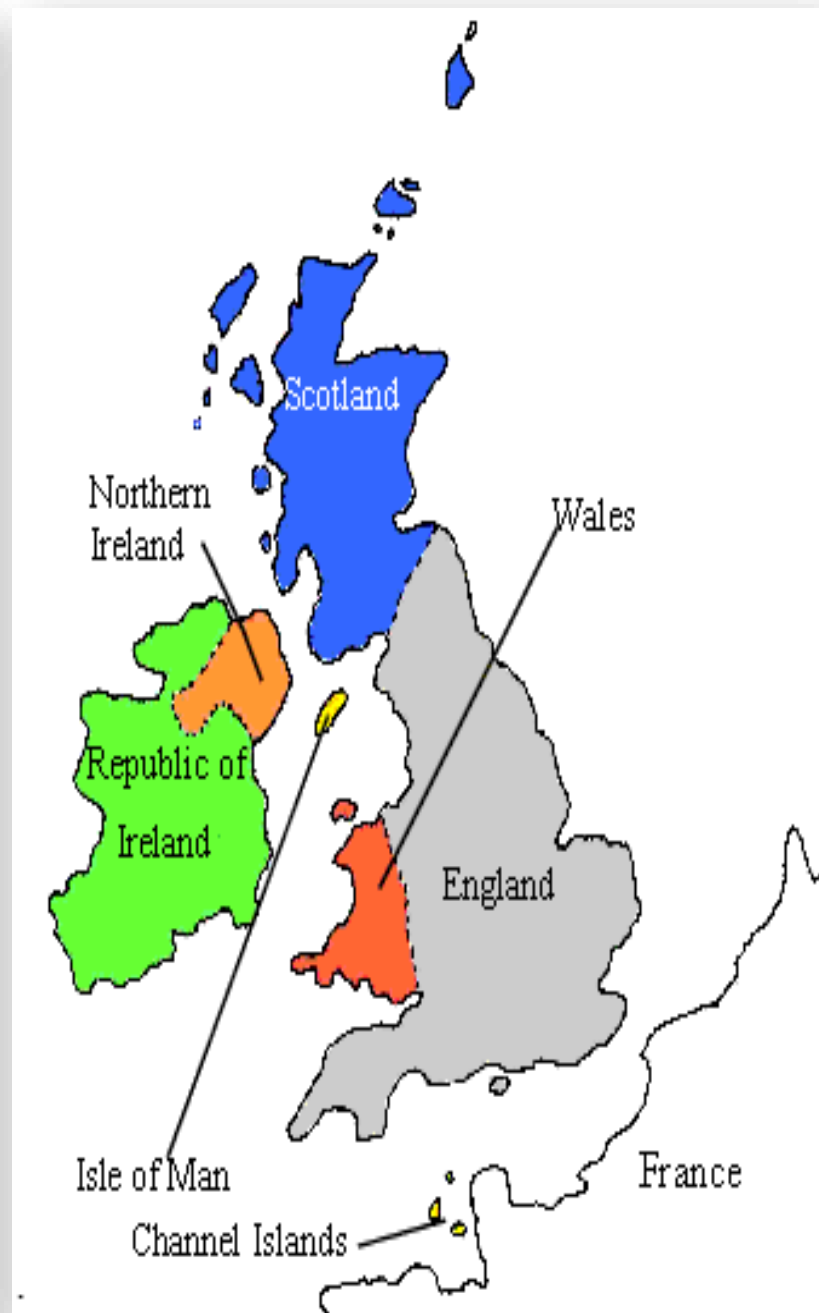 Scotland
Northern
Ireland
Wales
Republic of
Ireland
England
Isle of Man
France
Channel Islands